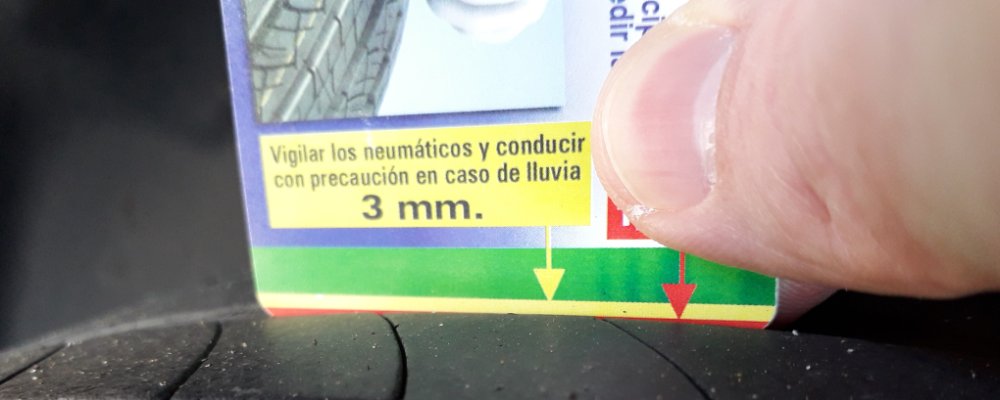 Vigilar los neumáticos y conducir
con precaución en caso de lluvia
3 mm.